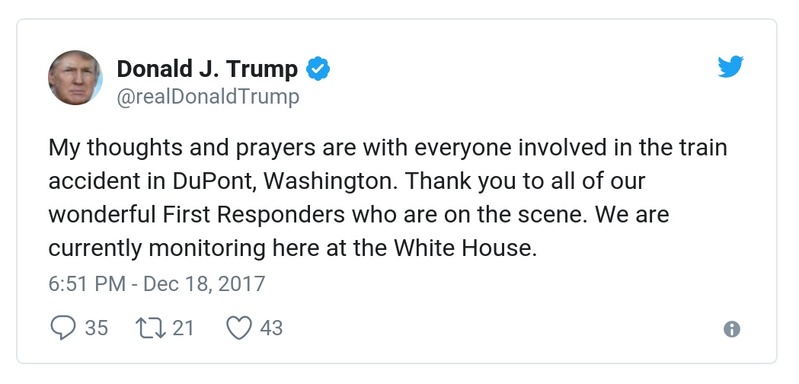 Donald J. Trump
@realDonaldTrump
My thoughts and prayers are with everyone involved in the train
accident in DuPont, Washington. Thank you to all of our
wonderful First Responders who are on the scene. We are
currently monitoring here at the White House.
6:51 PM - Dec 18, 2017
35 21 43